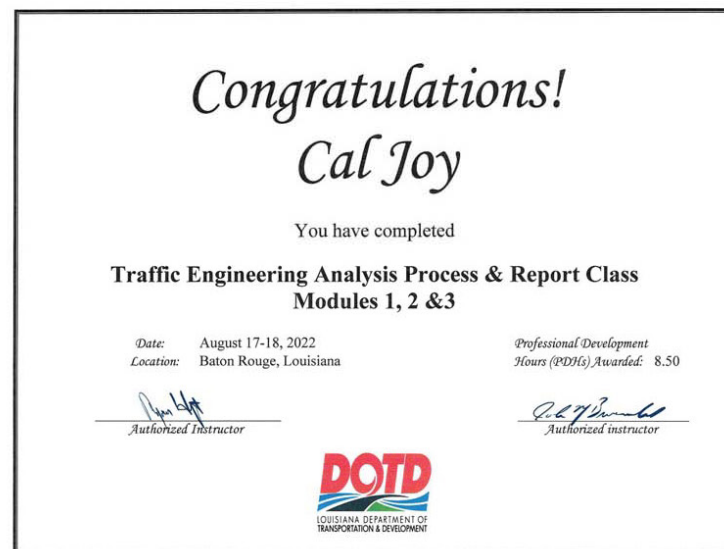 Congratulations!
Cal Joy
You have completed
Traffic Engineering Analysis Process & Report Class
Modules 1, 2 &3
Date: August 17-18, 2022
Location: Baton Rouge, Louisiana
Professional Development
Hours (PDHs) Awarded: 8.50
Authorized Instructor
Authorized instructor
DOTD
LOUISIANA DEPARTMENT OF
TRANSPORTATION & DEVELOPMENT